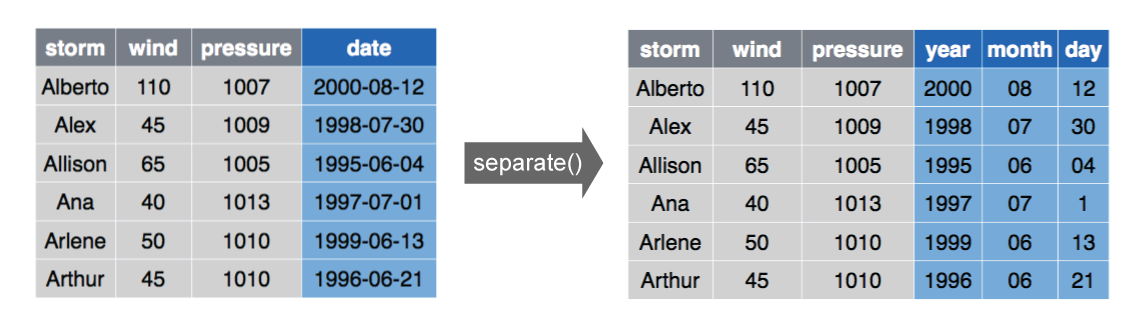 storm wind pressure date
Alberto 110 1007 2000-08-12
Alex 45 1009 1998-07-30
Allison 65 1005 1995-06-04
Ana 40 1013 1997-07-01
Arlene 50 1010 1999-06-13
Arthur 45 1010 1996-06-21
separate()
storm wind pressure year month day
Alberto 110 1007 2000 08 12
Alex 45 1009 1998 07 30
Allison 65 1005 1995 06 04
Ana 40 1013 1997 07 1
Arlene 50 1010 1999 06 13
Arthur 45 1010 1996 06 21